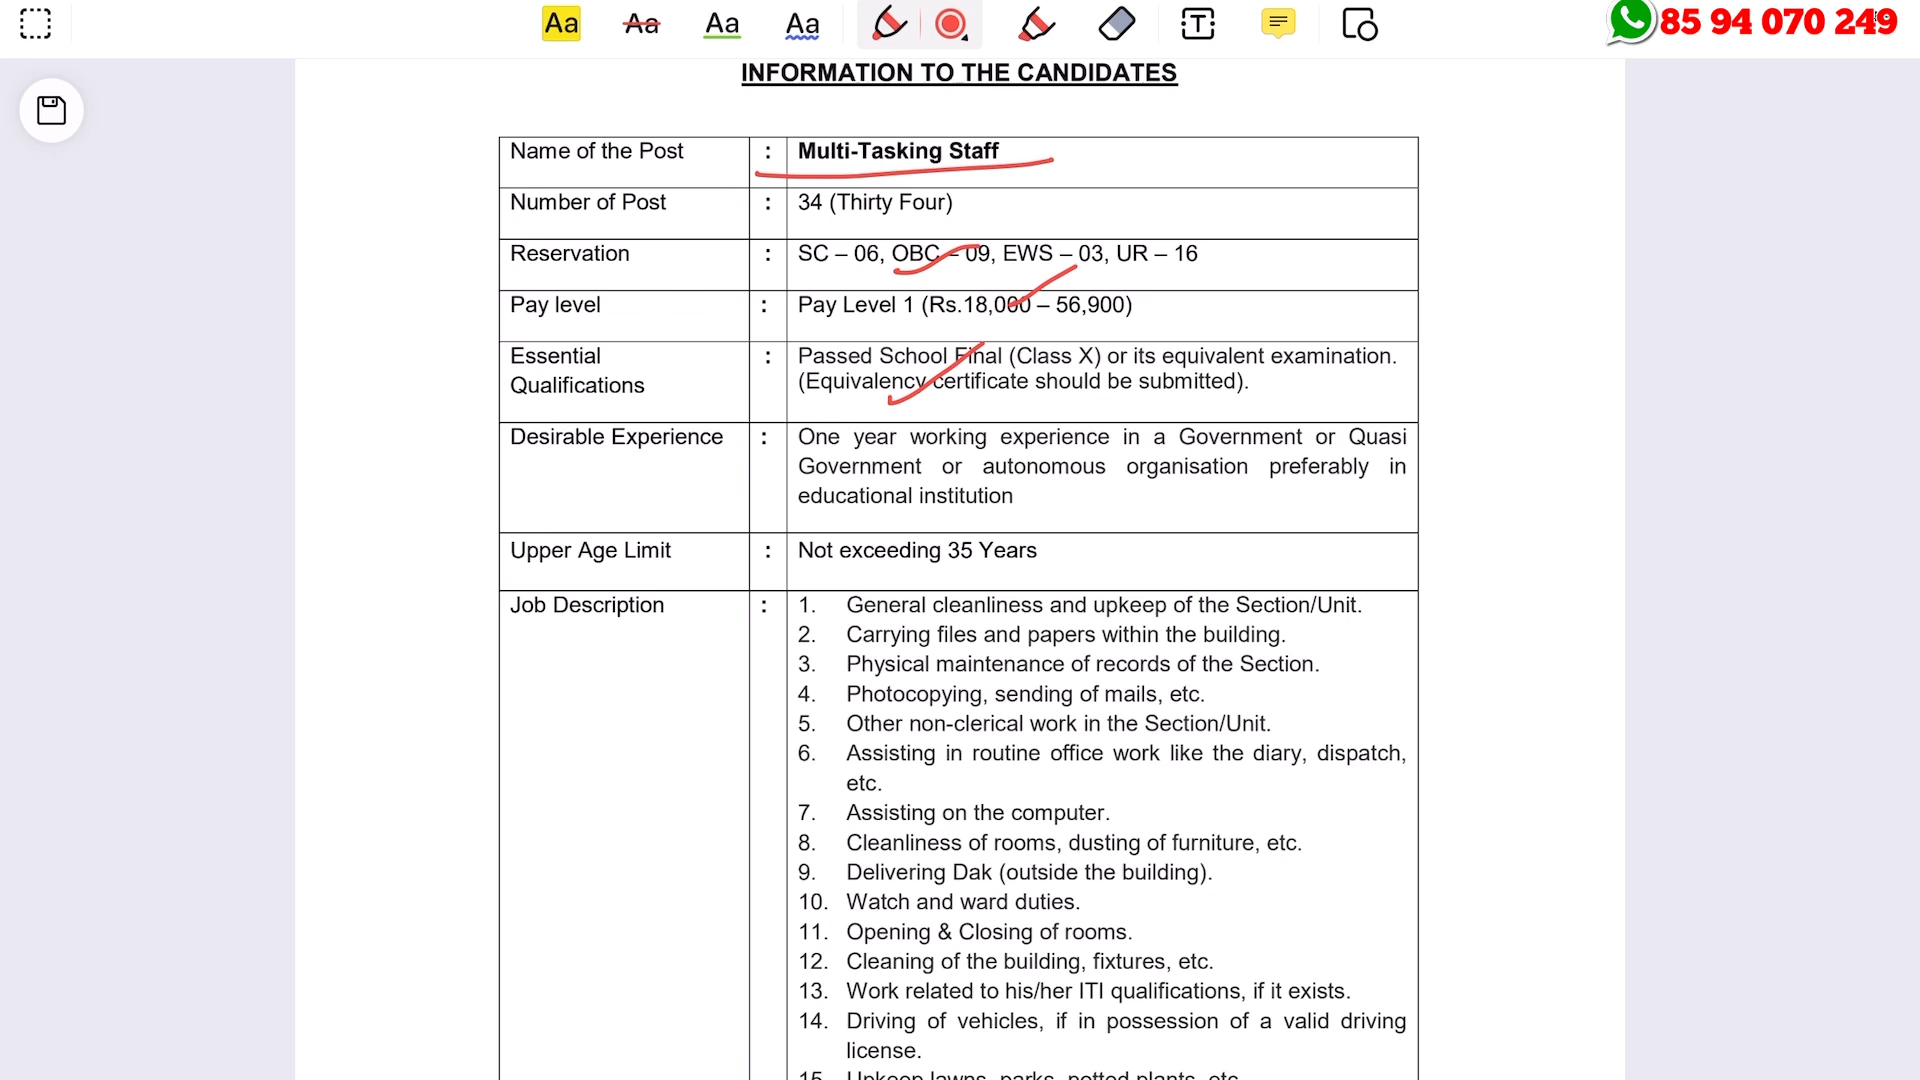 Aa Aa Aa Aa
85 94 070 249
INFORMATION TO THE CANDIDATES
Name of the Post : Multi-Tasking Staff
Number of Post : 34 (Thirty Four)
Reservation : SC – 06, OBC – 09, EWS – 03, UR – 16
Pay level : Pay Level 1 (Rs.18,000 – 56,900)
Essential Qualifications : Passed School Final (Class X) or its equivalent examination.
(Equivalency certificate should be submitted).
Desirable Experience : One year working experience in a Government or Quasi
Government or autonomous organisation preferably in
educational institution
Upper Age Limit : Not exceeding 35 Years
Job Description : 1. General cleanliness and upkeep of the Section/Unit.
2. Carrying files and papers within the building.
3. Physical maintenance of records of the Section.
4. Photocopying, sending of mails, etc.
5. Other non-clerical work in the Section/Unit.
6. Assisting in routine office work like the diary, dispatch,
etc.
7. Assisting on the computer.
8. Cleanliness of rooms, dusting of furniture, etc.
9. Delivering Dak (outside the building).
10. Watch and ward duties.
11. Opening & Closing of rooms.
12. Cleaning of the building, fixtures, etc.
13. Work related to his/her ITI qualifications, if it exists.
14. Driving of vehicles, if in possession of a valid driving
license.
15. Upkeep lawns, parks, potted plants, etc.